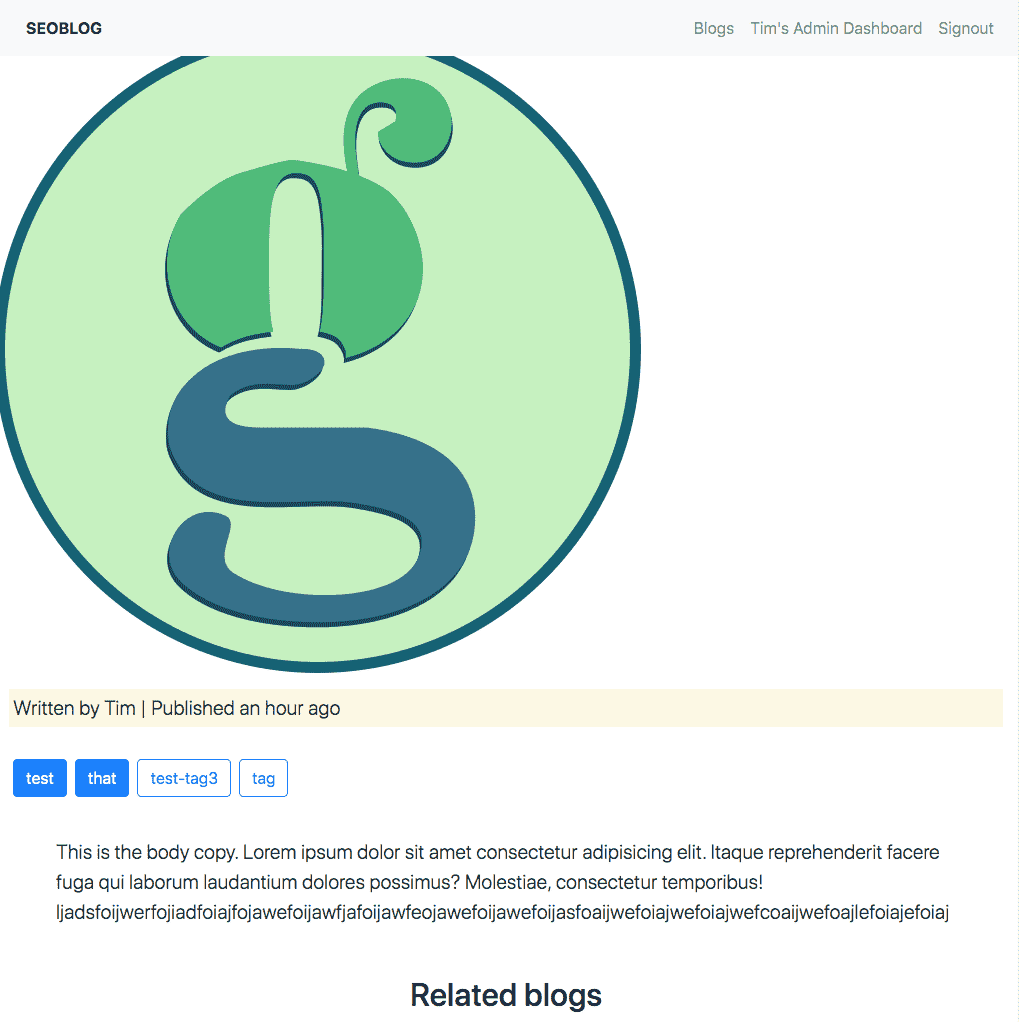 SEOBLOG Blogs Tim's Admin Dashboard Signout
g
Written by Tim | Published an hour ago
test that test-tag3 tag
This is the body copy. Lorem ipsum dolor sit amet consectetur adipisicing elit. Itaque reprehenderit facere
fuga qui laborum laudantium dolores possimus? Molestiae, consectetur temporibus!
ljadsfoijwerfojiadfoiajfojawefoijawfjafoijawfeojawefoijawefoijasfoaijwefoiajwefoiajwefcoaijwefoajlefoiajefoiaj
Related blogs